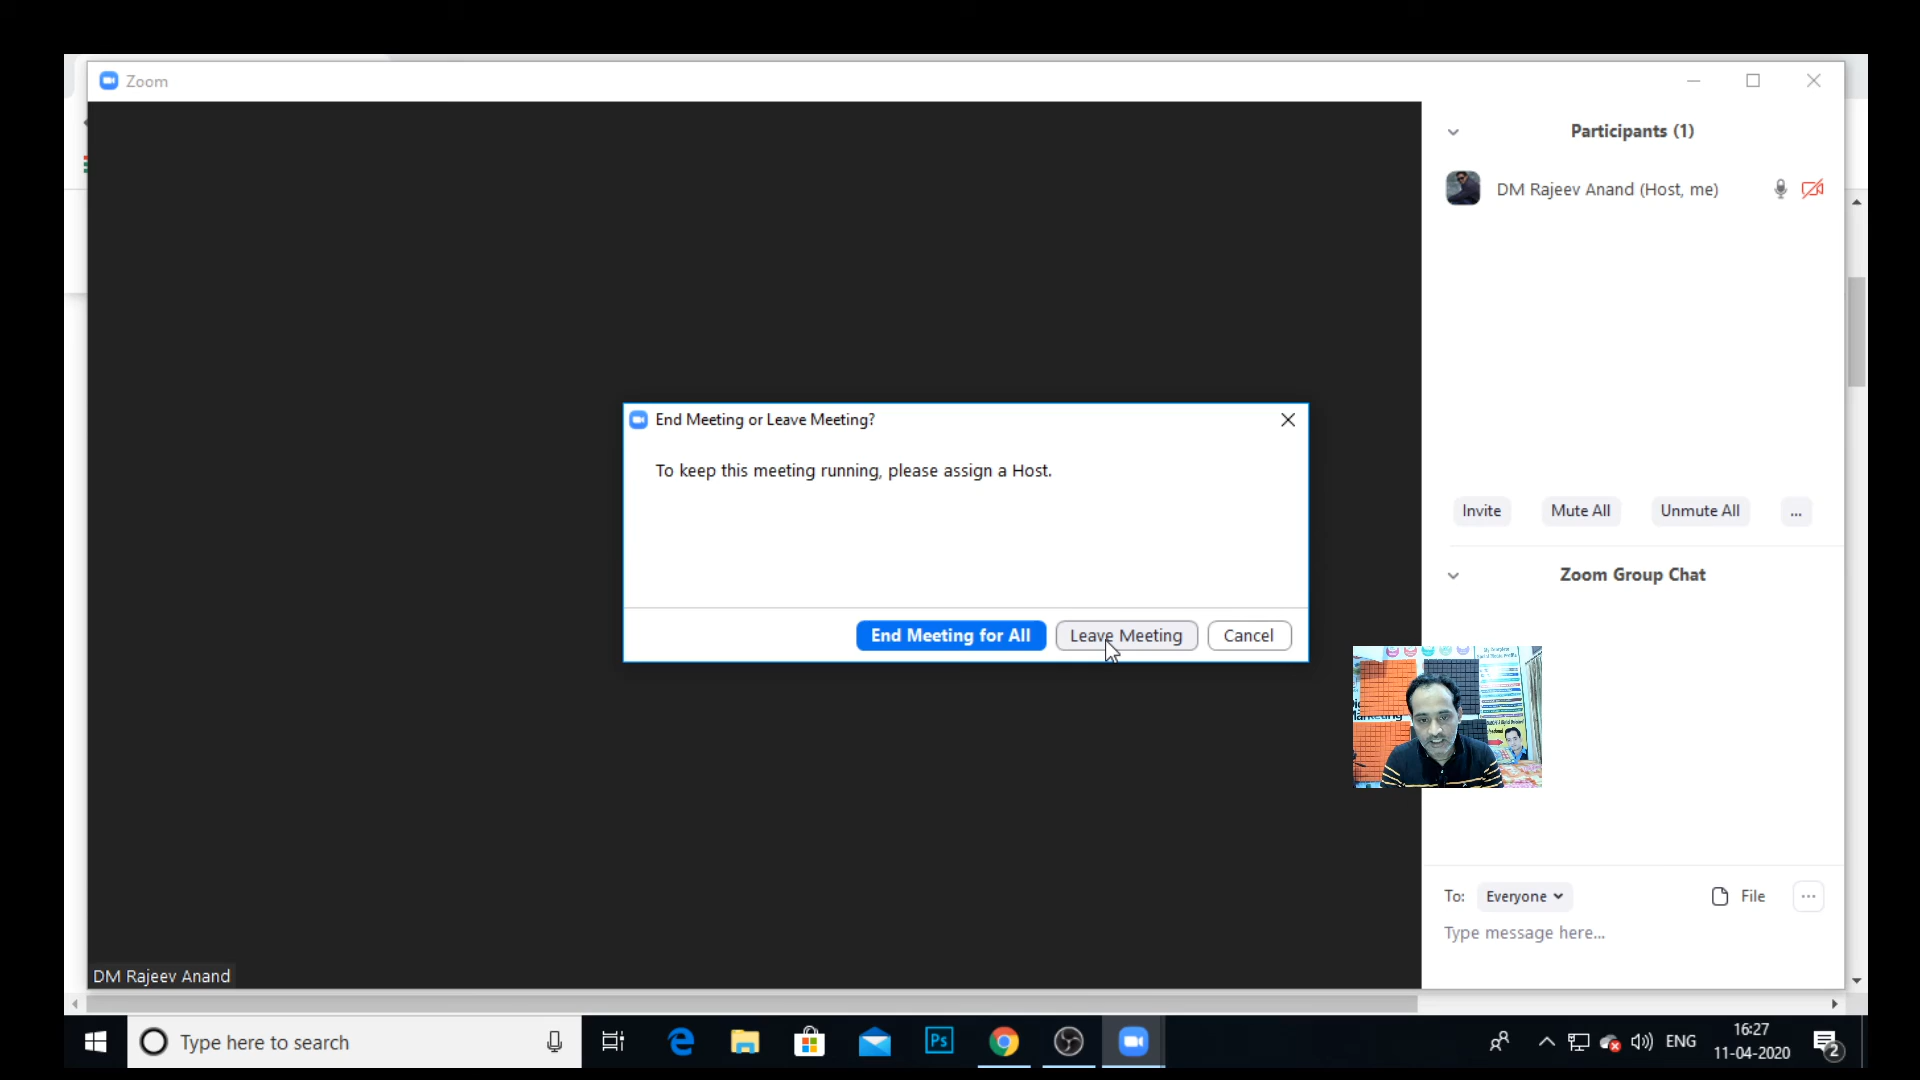 Zoom
Participants (1)
DM Rajeev Anand (Host, me)
End Meeting or Leave Meeting?
To keep this meeting running, please assign a Host.
Invite
Mute All
Unmute All
...
Zoom Group Chat
End Meeting for All
Leave Meeting
Cancel
To:
Everyone
File
Type message here...
DM Rajeev Anand
Type here to search
Ps
ENG
16:27
11-04-2020
2